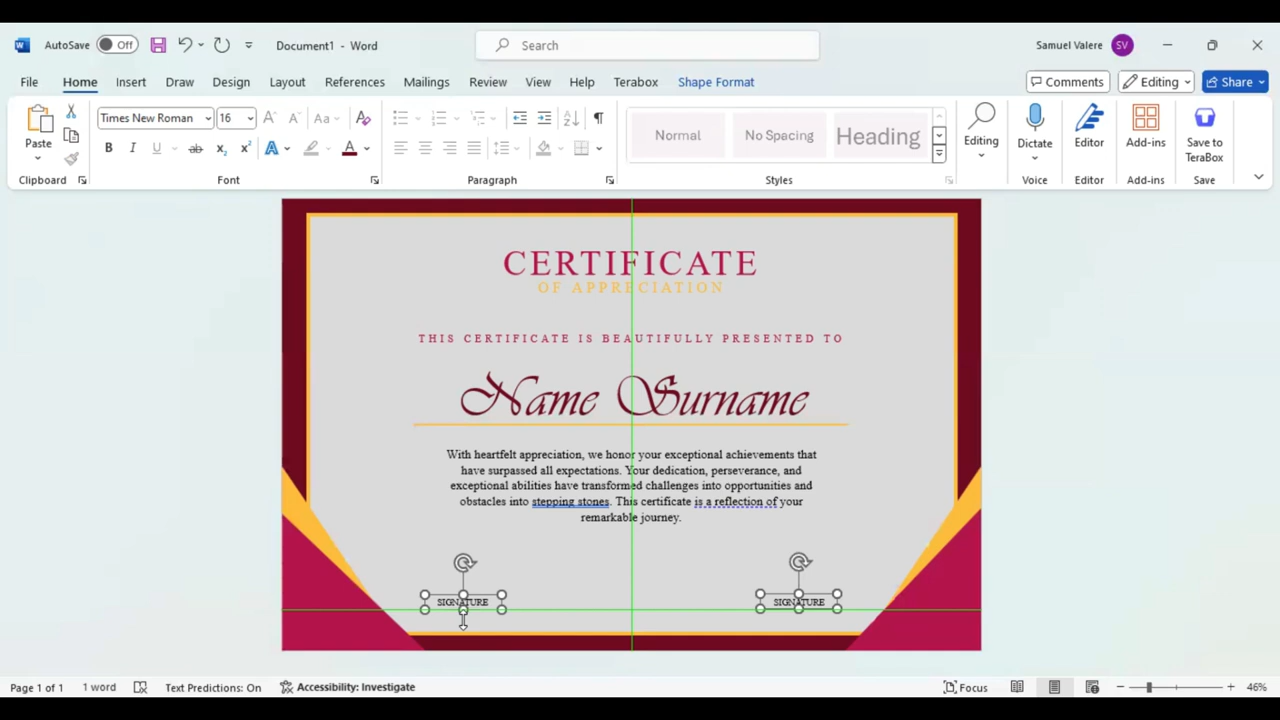 AutoSave Off Document1 - Word Search Samuel Valere SV
File Home Insert Draw Design Layout References Mailings Review View Help Terabox Shape Format Comments Editing Share
Times New Roman 16 Aa
Paste
B I U ab x₂ x² A A
Normal No Spacing Heading
Editing Dictate Editor Add-ins Save to TeraBox
Clipboard Font Paragraph Styles Voice Editor Add-ins Save
CERTIFICATE
OF APPRECIATION
THIS CERTIFICATE IS BEAUTIFULLY PRESENTED TO
Name Surname
With heartfelt appreciation, we honor your exceptional achievements that
have surpassed all expectations. Your dedication, perseverance, and
exceptional abilities have transformed challenges into opportunities and
obstacles into stepping stones. This certificate is a reflection of your
remarkable journey.
SIGNATURE SIGNATURE
Page 1 of 1 1 word Text Predictions: On Accessibility: Investigate Focus 46%